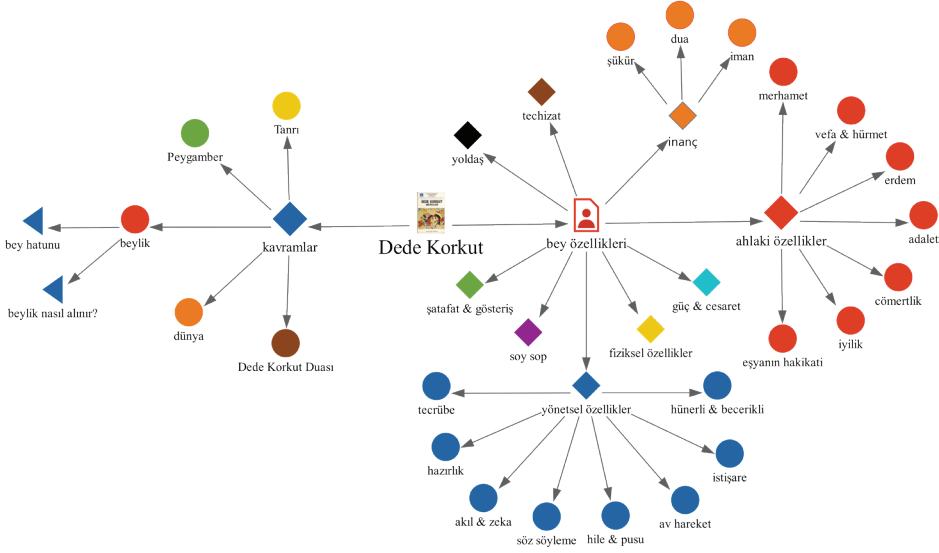 dua
şükür
iman
merhamet
techizat
Tanrı
vefa & hürmet
inanç
Peygamber
yoldaş
erdem
DEDE KORKUT
adalet
bey hatunu
beylik
kavramlar
Dede Korkut
bey özellikleri
ahlaki özellikler
cömertlik
şatafat & gösteriş
güç & cesaret
beylik nasıl alınır?
dünya
soy sop
fiziksel özellikler
iyilik
eşyanın hakikati
Dede Korkut Duası
tecrübe
yönetsel özellikler
hünerli & becerikli
hazırlık
istişare
akıl & zeka
av hareket
söz söyleme
hile & pusu